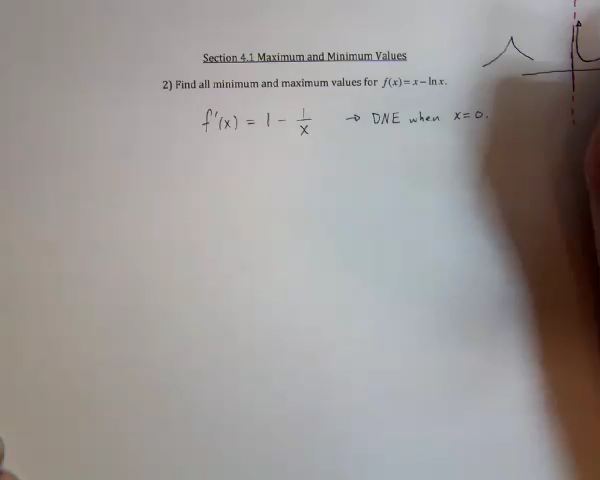 Section 4.1 Maximum and Minimum Values
2) Find all minimum and maximum values for f(x) = x − ln x.
f'(x) = 1 − 1/x → DNE when x = 0.